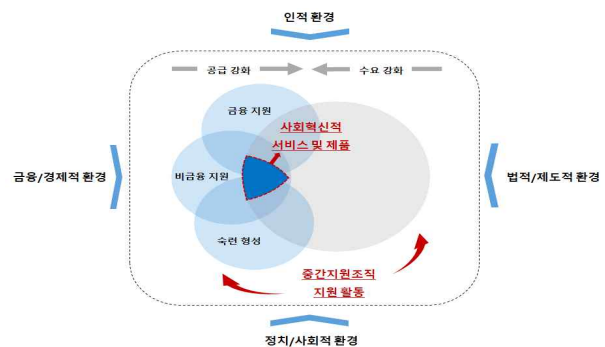 인적 환경
공급 강화
수요 강화
금융 지원
사회혁신적
서비스 및 제품
금융/경제적 환경
비금융 지원
법적/제도적 환경
숙련 형성
중간지원조직
지원 활동
정치/사회적 환경